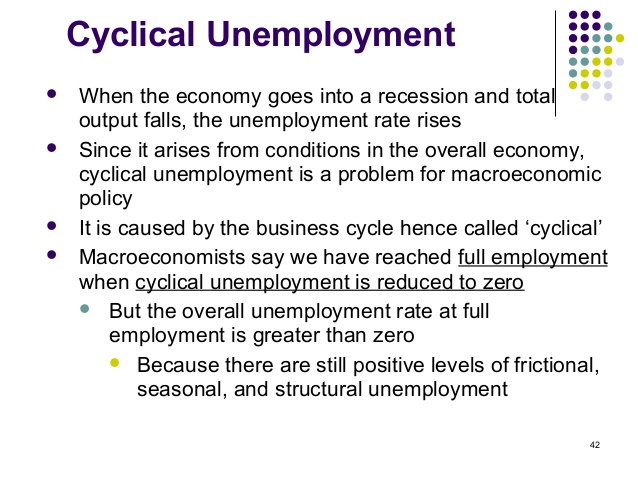 Cyclical Unemployment
When the economy goes into a recession and total
output falls, the unemployment rate rises
Since it arises from conditions in the overall economy,
cyclical unemployment is a problem for macroeconomic
policy
It is caused by the business cycle hence called ‘cyclical’
Macroeconomists say we have reached full employment
when cyclical unemployment is reduced to zero
But the overall unemployment rate at full
employment is greater than zero
Because there are still positive levels of frictional,
seasonal, and structural unemployment
42